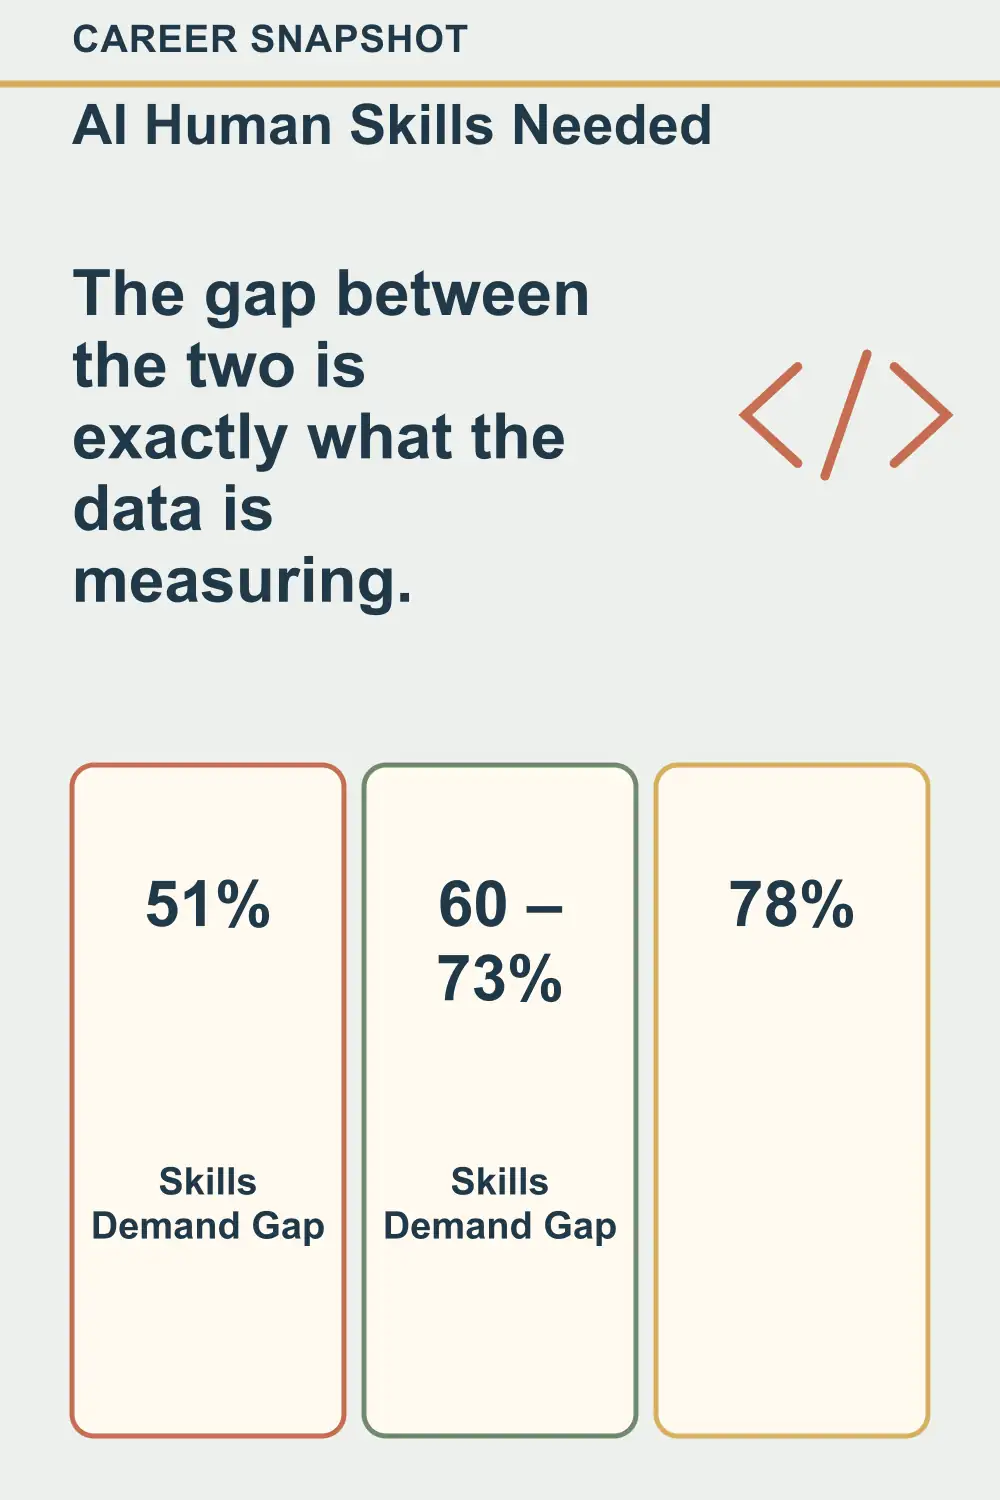 CAREER SNAPSHOT
AI Human Skills Needed
The gap between
the two is
exactly what the
data is
measuring.
51%
Skills
Demand Gap
60 –
73%
Skills
Demand Gap
78%